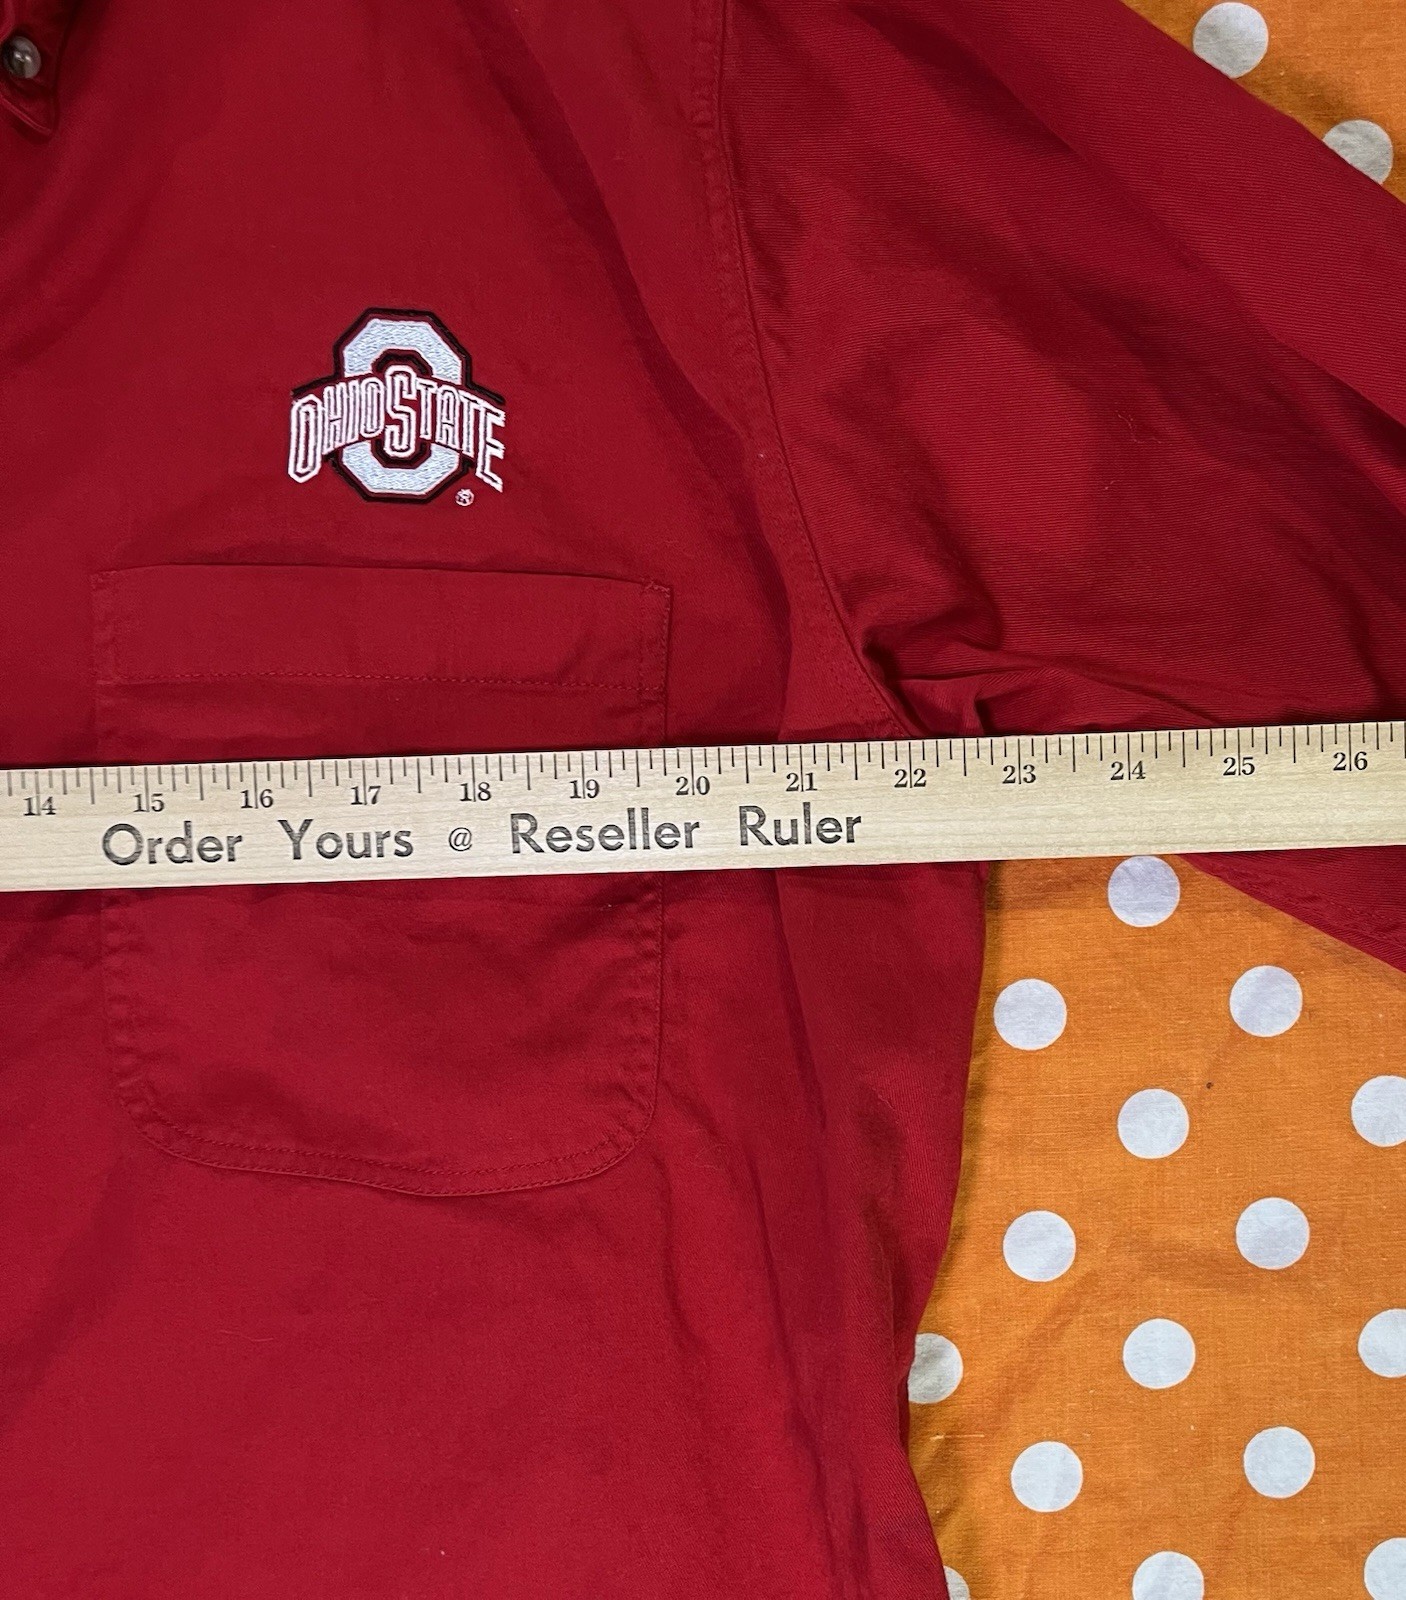 OHIO STATE
®
14 15 16 17 18 19 20 21 22 23 24 25 26
Order Yours @ Reseller Ruler